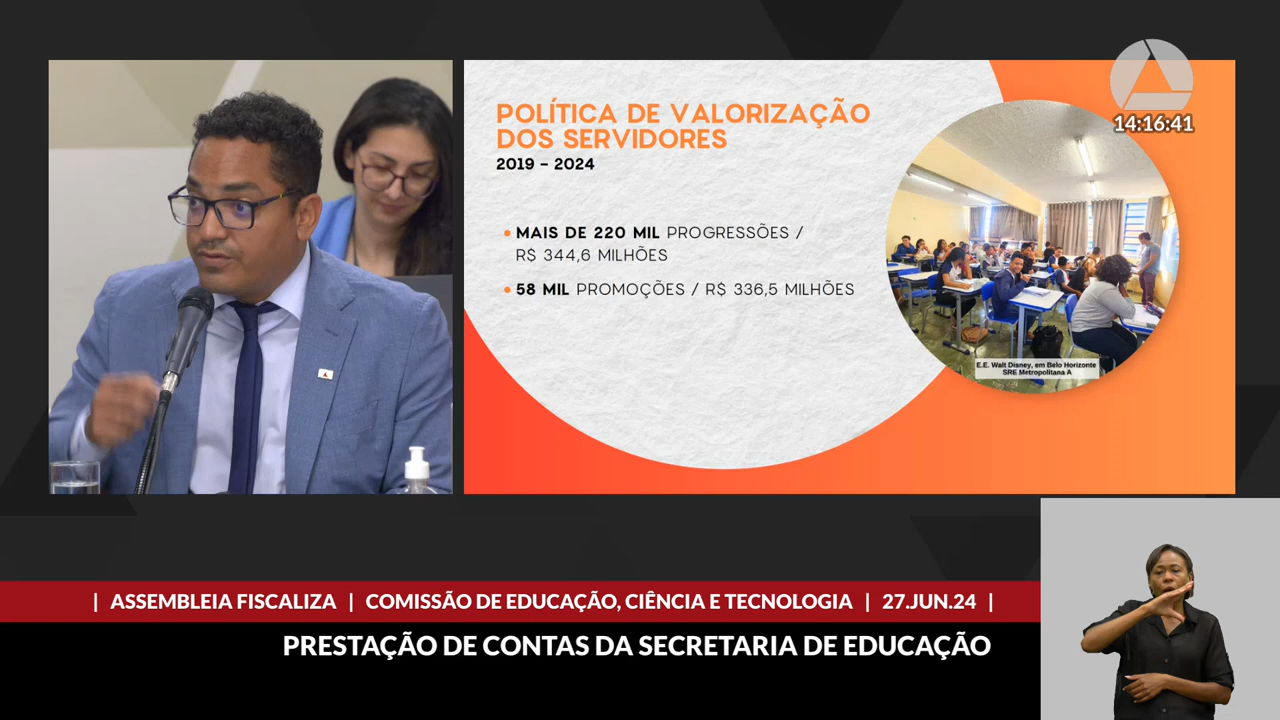 14:16:41
POLÍTICA DE VALORIZAÇÃO
DOS SERVIDORES
2019 – 2024
• MAIS DE 220 MIL PROGRESSÕES /
R$ 344,6 MILHÕES
• 58 MIL PROMOÇÕES / R$ 336,5 MILHÕES
E.E. Walt Disney, em Belo Horizonte
SRE Metropolitana A
| ASSEMBLEIA FISCALIZA | COMISSÃO DE EDUCAÇÃO, CIÊNCIA E TECNOLOGIA | 27.JUN.24 |
PRESTAÇÃO DE CONTAS DA SECRETARIA DE EDUCAÇÃO